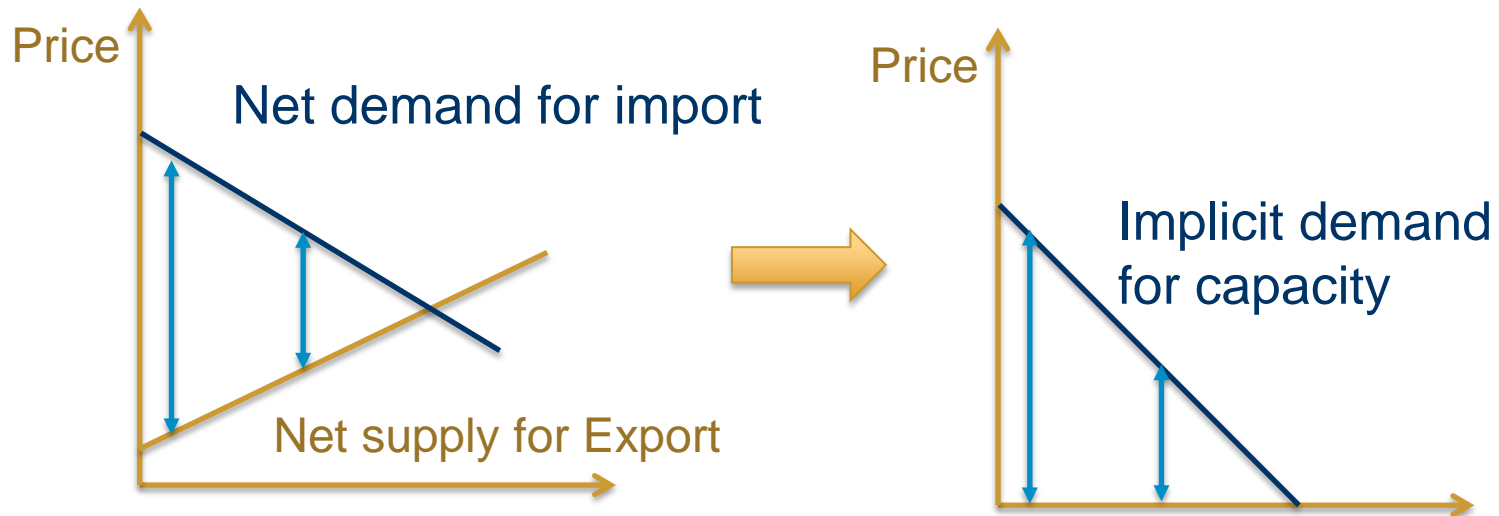 Price
Net demand for import
Net supply for Export
Price
Implicit demand
for capacity